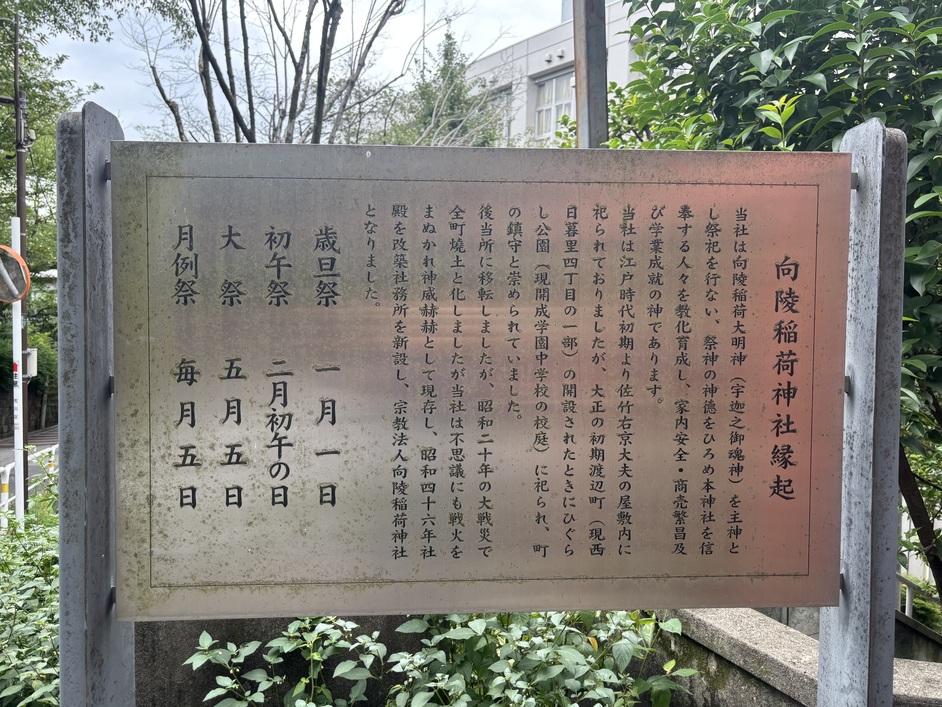 向陵稲荷神社縁起
当社は向陵稲荷大明神（宇迦之御魂神）を主神と
し祭祀を行ない、祭神の神徳をひろめ本神社を信
奉する人々を教化育成し、家内安全・商売繁昌及
び学業成就の神であります。
当社は江戸時代初期より佐竹右京大夫の屋敷内に
祀られておりましたが、大正の初期渡辺町（現西
日暮里四丁目の一部）の開設されたときにひぐら
し公園（現開成学園中学校の校庭）に祀られ、町
の鎮守と崇められていました。
後当所に移転しましたが、昭和二十年の大戦災で
全町焼土と化しましたが当社は不思議にも戦火を
まぬかれ神威赫赫として現存し、昭和四十六年社
殿を改築社務所を新設し、宗教法人向陵稲荷神社
となりました。
歳旦祭 一月一日
初午祭 二月初午の日
大祭 五月五日
月例祭 毎月五日